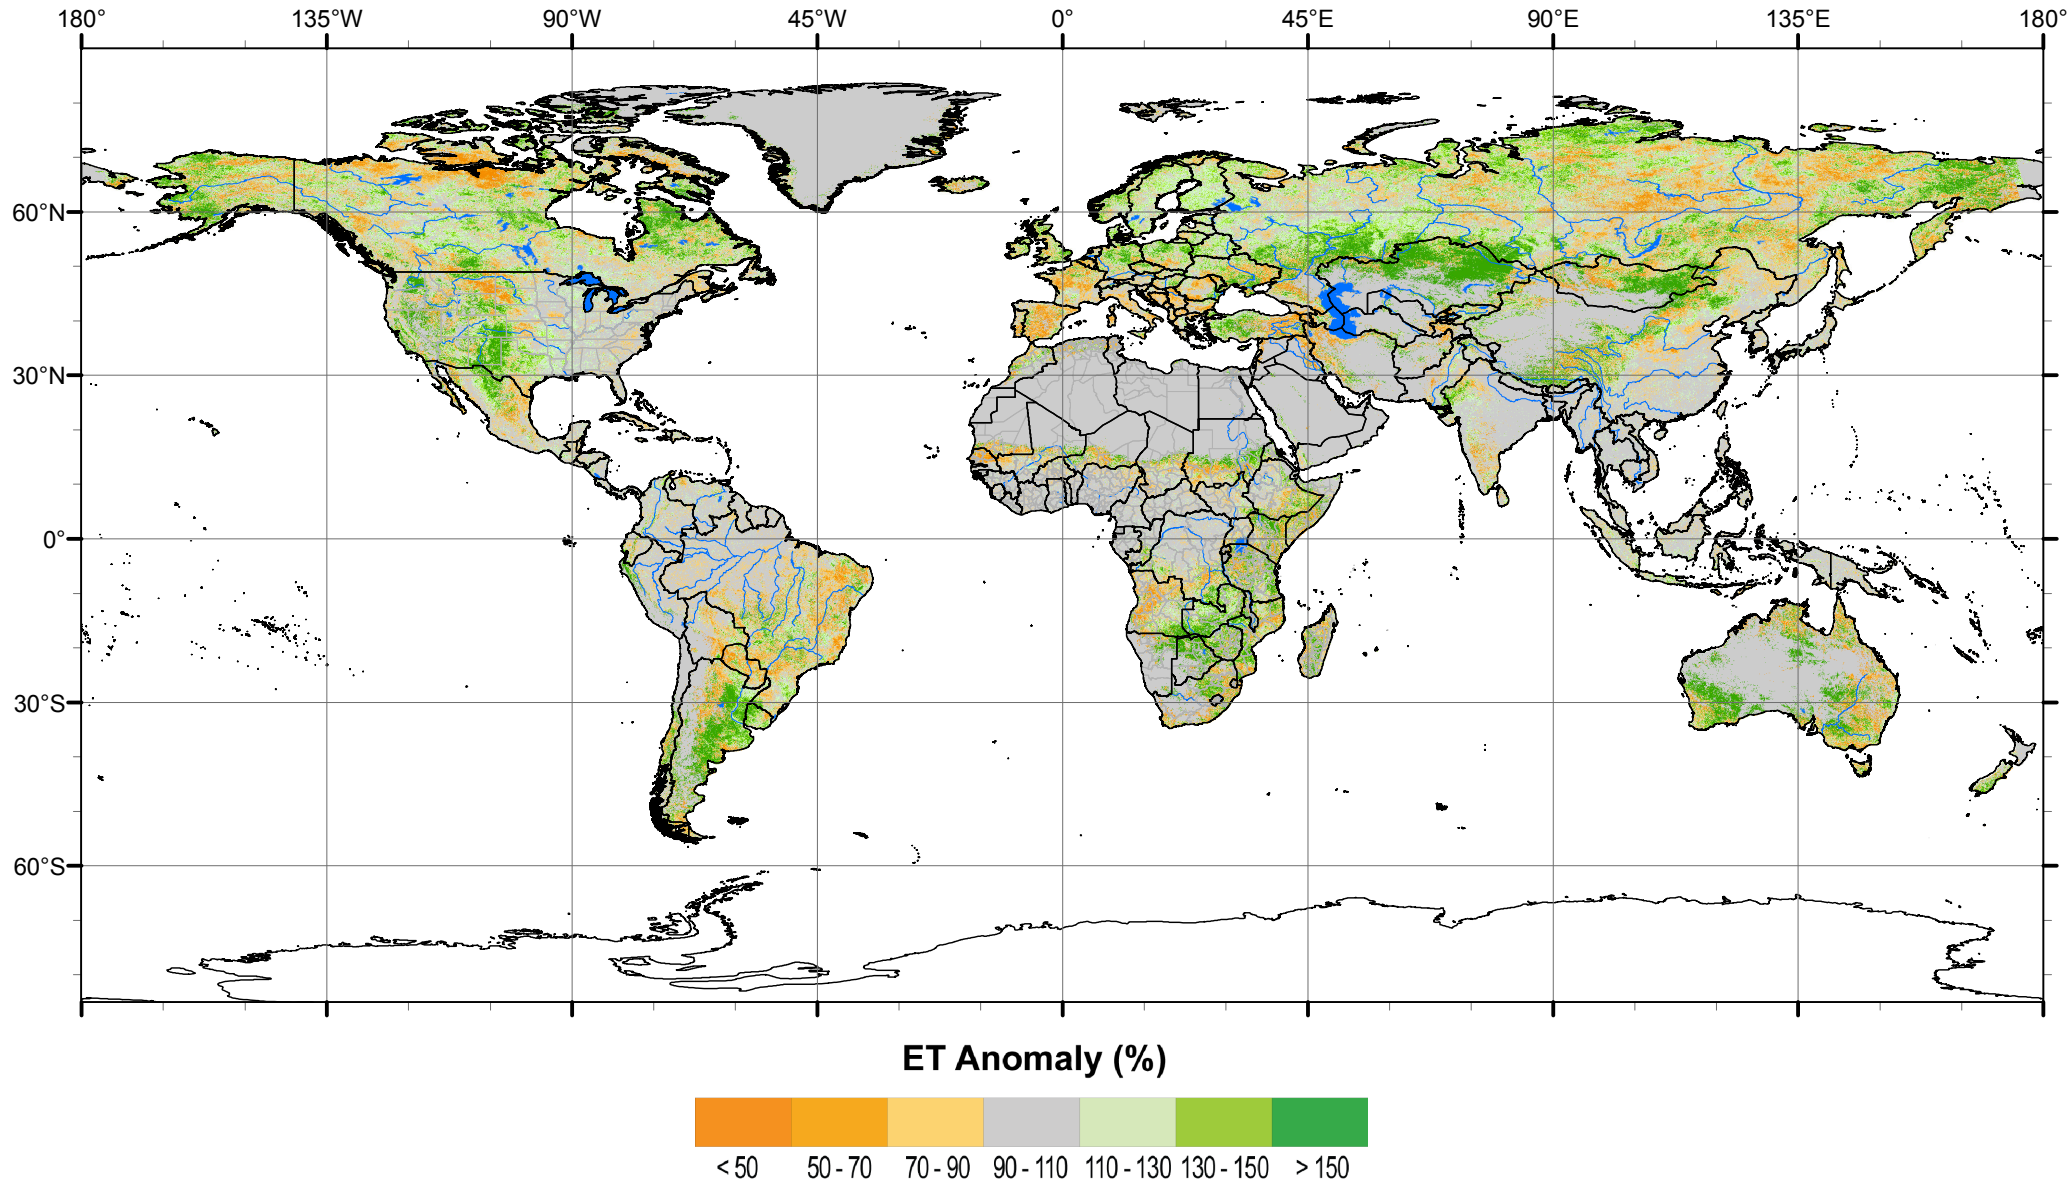 180° 135°W 90°W 45°W 0° 45°E 90°E 135°E 180°
60°N
30°N
0°
30°S
60°S
ET Anomaly (%)
< 50 50 - 70 70 - 90 90 - 110 110 - 130 130 - 150 > 150